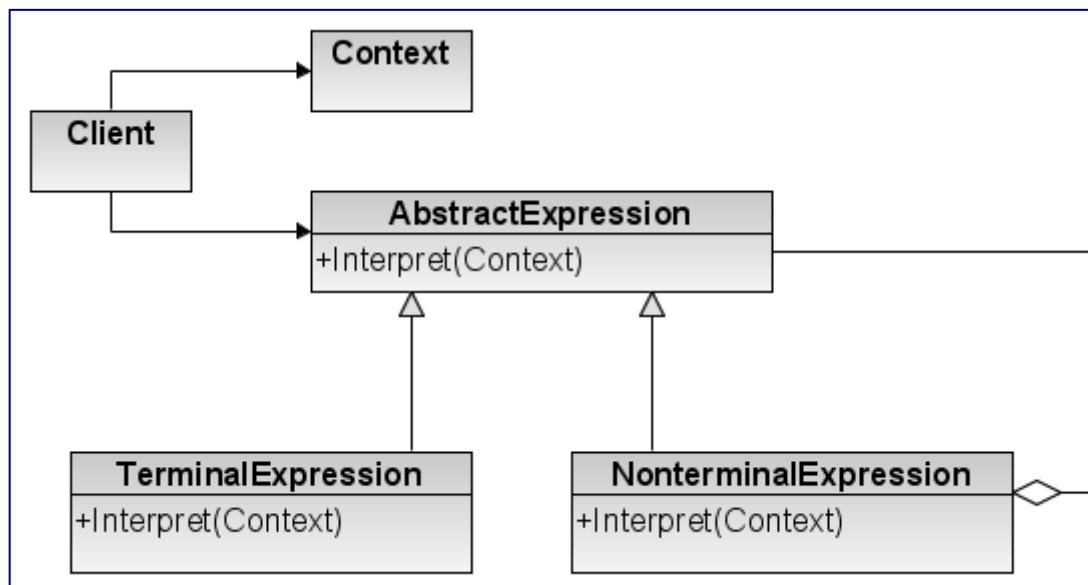 Context
Client
AbstractExpression
+Interpret(Context)
TerminalExpression
+Interpret(Context)
NonterminalExpression
+Interpret(Context)